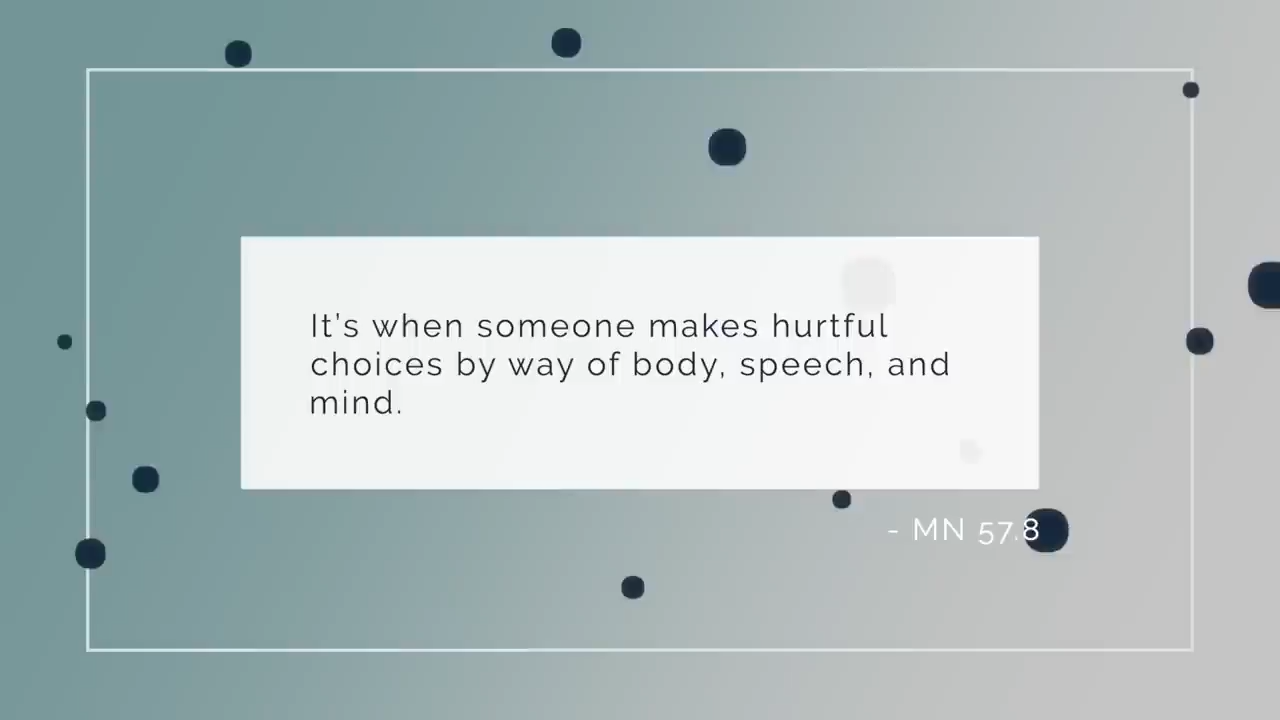 It’s when someone makes hurtful
choices by way of body, speech, and
mind.
- MN 57.8